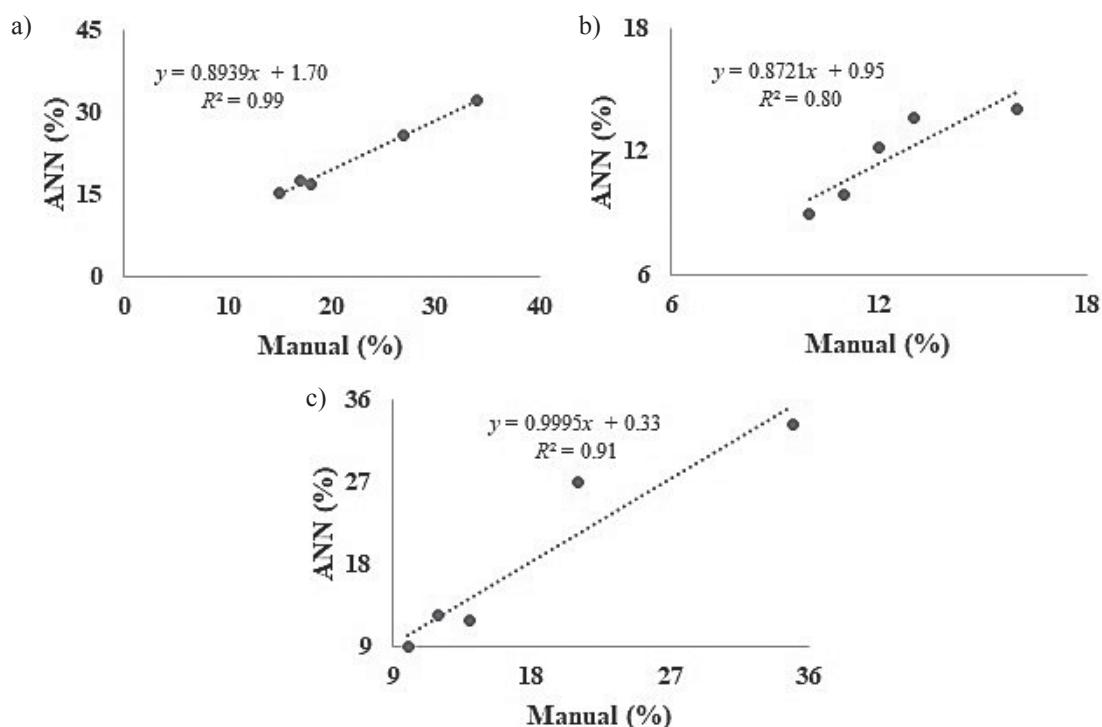 a)
45
30
15
0
ANN (%)
y = 0.8939x + 1.70
R² = 0.99
0 10 20 30 40
Manual (%)
b)
18
12
6
ANN (%)
y = 0.8721x + 0.95
R² = 0.80
6 12 18
Manual (%)
c)
36
27
18
9
ANN (%)
y = 0.9995x + 0.33
R² = 0.91
9 18 27 36
Manual (%)